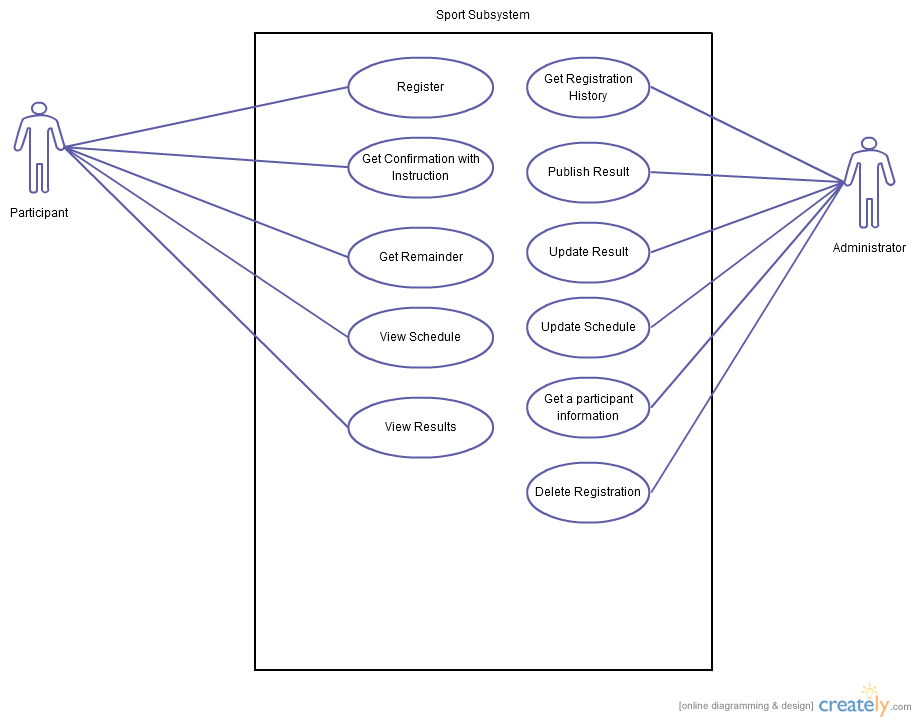 Sport Subsystem
Register
Get Confirmation with
Instruction
Get Remainder
View Schedule
View Results
Get Registration
History
Publish Result
Update Result
Update Schedule
Get a participant
information
Delete Registration
Participant
Administrator
[online diagramming & design] creately.com